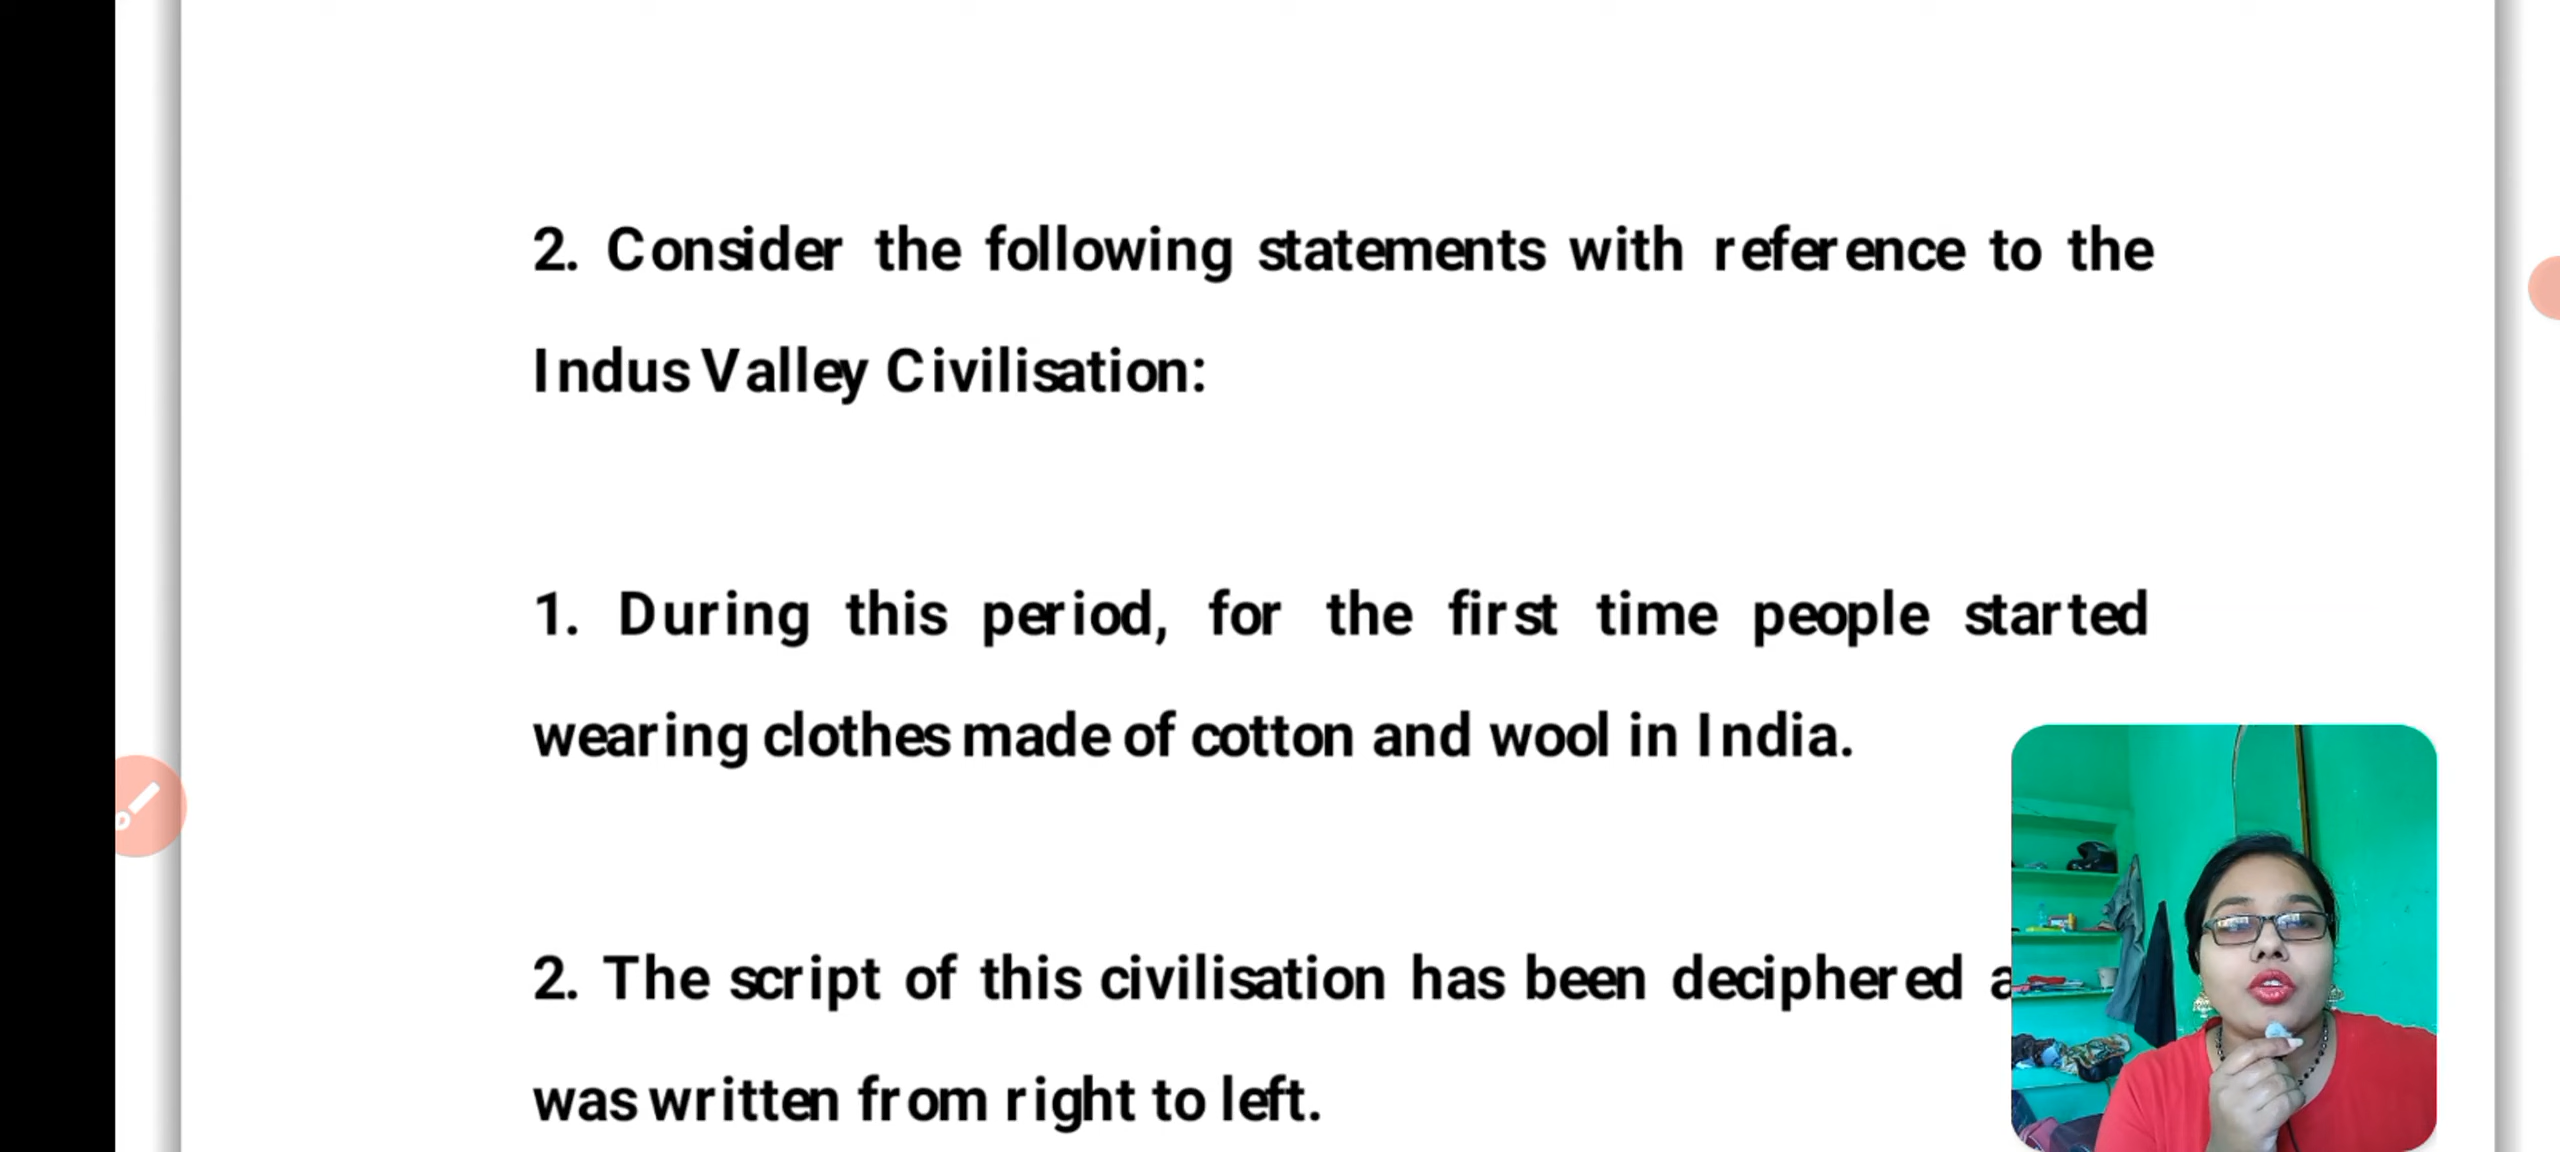 2. Consider the following statements with reference to the
Indus Valley Civilisation:
1. During this period, for the first time people started
wearing clothes made of cotton and wool in India.
2. The script of this civilisation has been deciphered
was written from right to left.